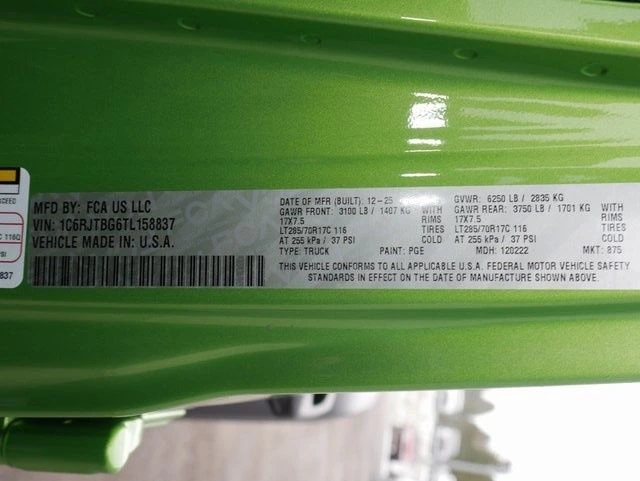 XCEED
C 116Q
PSI
8837
MFD BY: FCA US LLC
VIN: 1C6RJTBG6TL158837
VEHICLE MADE IN: U.S.A.
DATE OF MFR (BUILT): 12-25 GVWR: 6250 LB / 2835 KG
GAWR FRONT: 3100 LB / 1407 KG WITH GAWR REAR: 3750 LB / 1701 KG WITH
17X7.5 RIMS 17X7.5 RIMS
LT285/70R17C 116 TIRES LT285/70R17C 116 TIRES
AT 255 kPa / 37 PSI COLD AT 255 kPa / 37 PSI COLD
TYPE: TRUCK PAINT: PGE MDH: 120222 MKT: 875
THIS VEHICLE CONFORMS TO ALL APPLICABLE U.S.A. FEDERAL MOTOR VEHICLE SAFETY
STANDARDS IN EFFECT ON THE DATE OF MANUFACTURE SHOWN ABOVE.